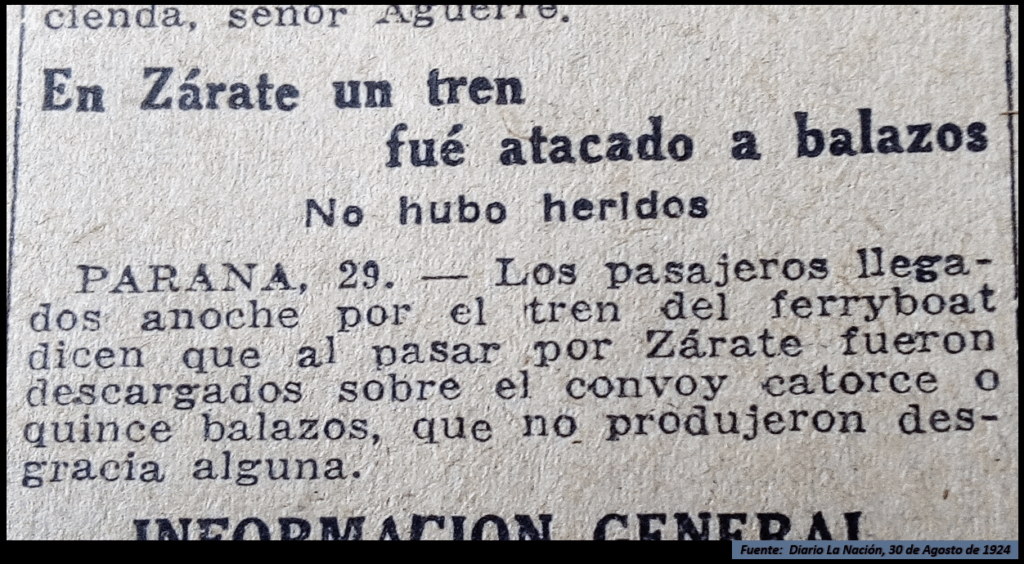 cienda, señor Aguerre.
En Zárate un tren
fué atacado a balazos
No hubo heridos
PARANA, 29. — Los pasajeros llega-
dos anoche por el tren del ferryboat
dicen que al pasar por Zárate fueron
descargados sobre el convoy catorce o
quince balazos, que no produjeron des-
gracia alguna.
INFORMACION GENERAL
Fuente: Diario La Nación, 30 de Agosto de 1924